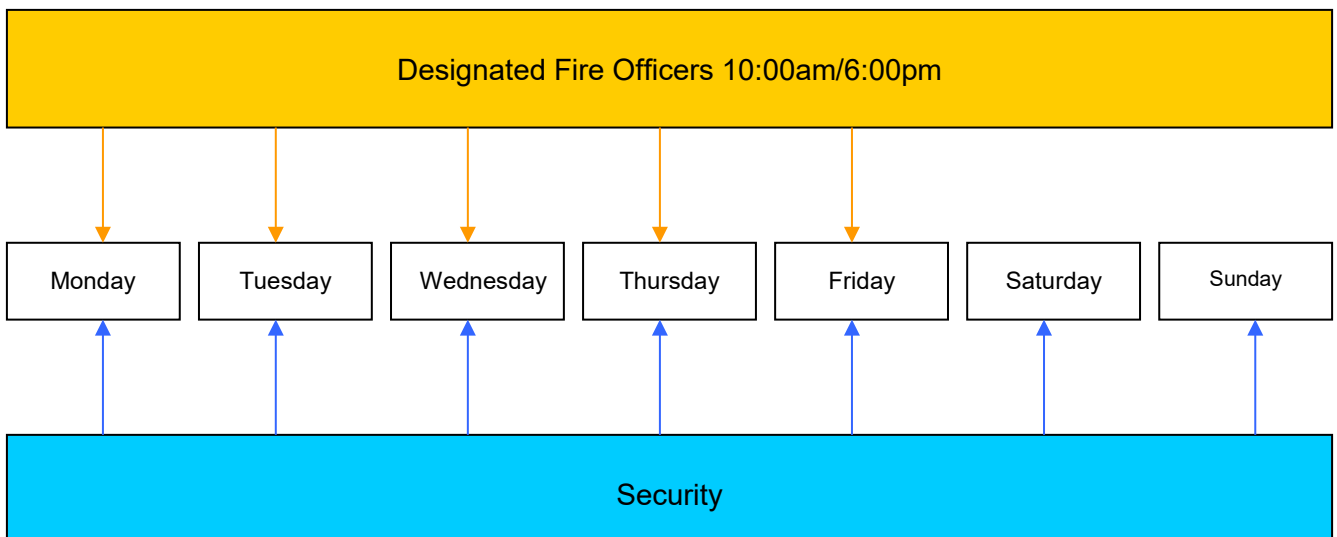 Designated Fire Officers 10:00am/6:00pm
Monday
Tuesday
Wednesday
Thursday
Friday
Saturday
Sunday
Security